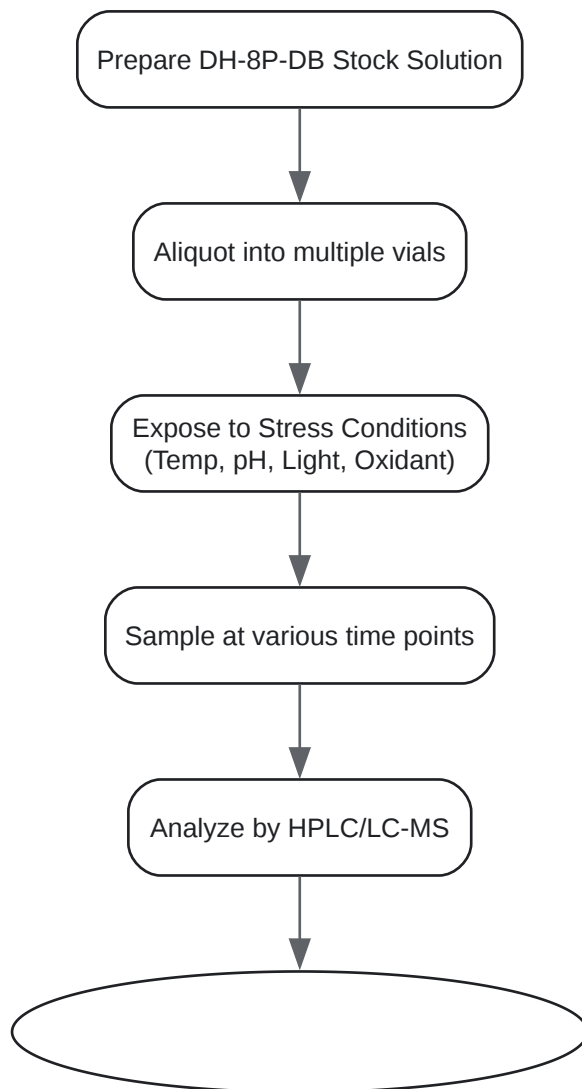 Prepare DH-8P-DB Stock Solution
Aliquot into multiple vials
Expose to Stress Conditions
(Temp, pH, Light, Oxidant)
Sample at various time points
Analyze by HPLC/LC-MS